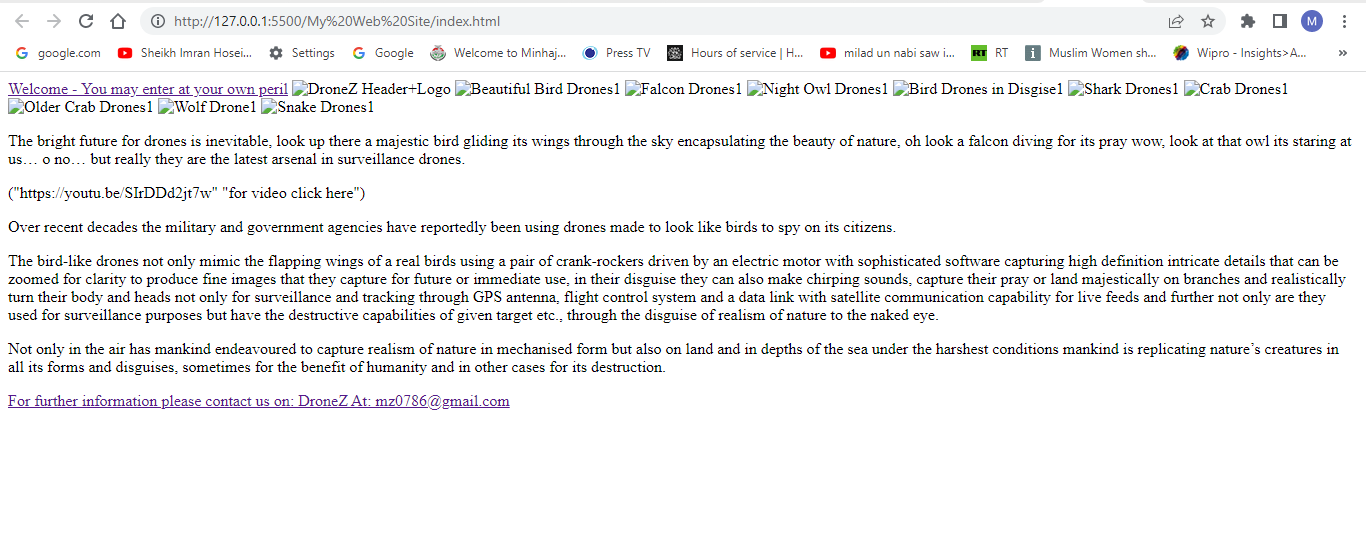 http://127.0.0.1:5500/My%20Web%20Site/index.html
M
google.com Sheikh Imran Hosei... Settings Google Welcome to Minhaj... Press TV Hours of service | H... milad un nabi saw i... RT RT Muslim Women sh... Wipro - Insights>A... »
Welcome - You may enter at your own peril DroneZ Header+Logo Beautiful Bird Drones1 Falcon Drones1 Night Owl Drones1 Bird Drones in Disgise1 Shark Drones1 Crab Drones1
Older Crab Drones1 Wolf Drone1 Snake Drones1
The bright future for drones is inevitable, look up there a majestic bird gliding its wings through the sky encapsulating the beauty of nature, oh look a falcon diving for its pray wow, look at that owl its staring at
us… o no… but really they are the latest arsenal in surveillance drones.
("https://youtu.be/SIrDDd2jt7w" "for video click here")
Over recent decades the military and government agencies have reportedly been using drones made to look like birds to spy on its citizens.
The bird-like drones not only mimic the flapping wings of a real birds using a pair of crank-rockers driven by an electric motor with sophisticated software capturing high definition intricate details that can be
zoomed for clarity to produce fine images that they capture for future or immediate use, in their disguise they can also make chirping sounds, capture their pray or land majestically on branches and realistically
turn their body and heads not only for surveillance and tracking through GPS antenna, flight control system and a data link with satellite communication capability for live feeds and further not only are they
used for surveillance purposes but have the destructive capabilities of given target etc., through the disguise of realism of nature to the naked eye.
Not only in the air has mankind endeavoured to capture realism of nature in mechanised form but also on land and in depths of the sea under the harshest conditions mankind is replicating nature’s creatures in
all its forms and disguises, sometimes for the benefit of humanity and in other cases for its destruction.
For further information please contact us on: DroneZ At: mz0786@gmail.com